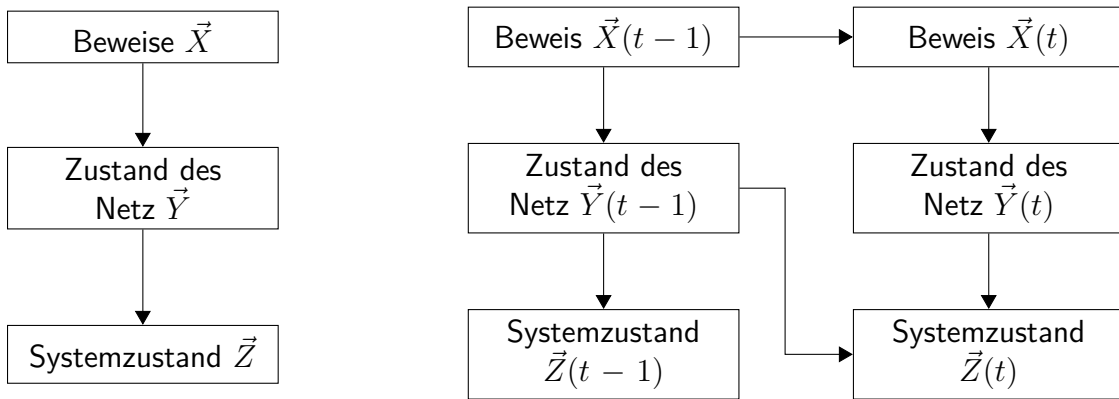 Beweise $\vec{X}$
Zustand des
Netz $\vec{Y}$
Systemzustand $\vec{Z}$
Beweis $\vec{X}(t-1)$
Zustand des
Netz $\vec{Y}(t-1)$
Systemzustand
$\vec{Z}(t-1)$
Beweis $\vec{X}(t)$
Zustand des
Netz $\vec{Y}(t)$
Systemzustand
$\vec{Z}(t)$